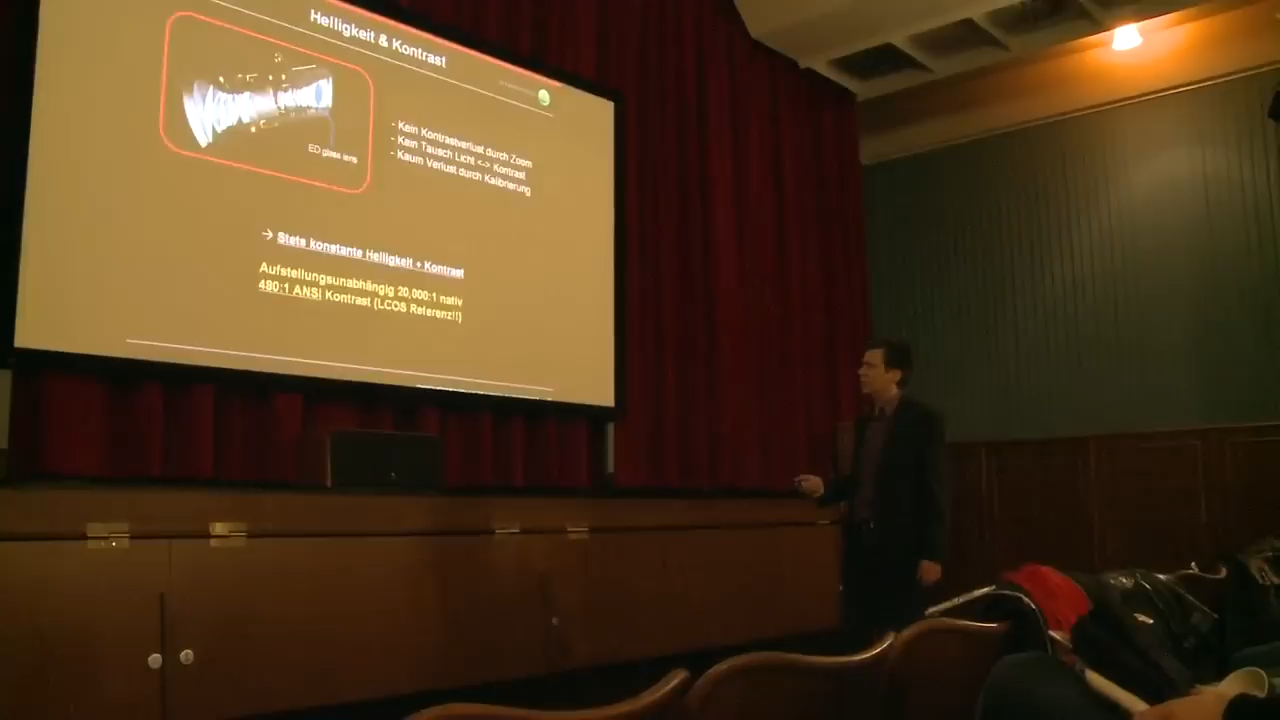 Helligkeit & Kontrast
ED glass lens
- Kein Kontrastverlust durch Zoom
- Kein Tausch Licht <-> Kontrast
- Kaum Verlust durch Kalibrierung
→ Stets konstante Helligkeit + Kontrast
Aufstellungsunabhängig 20,000:1 nativ
480:1 ANSI Kontrast (LCOS Referenz!!)